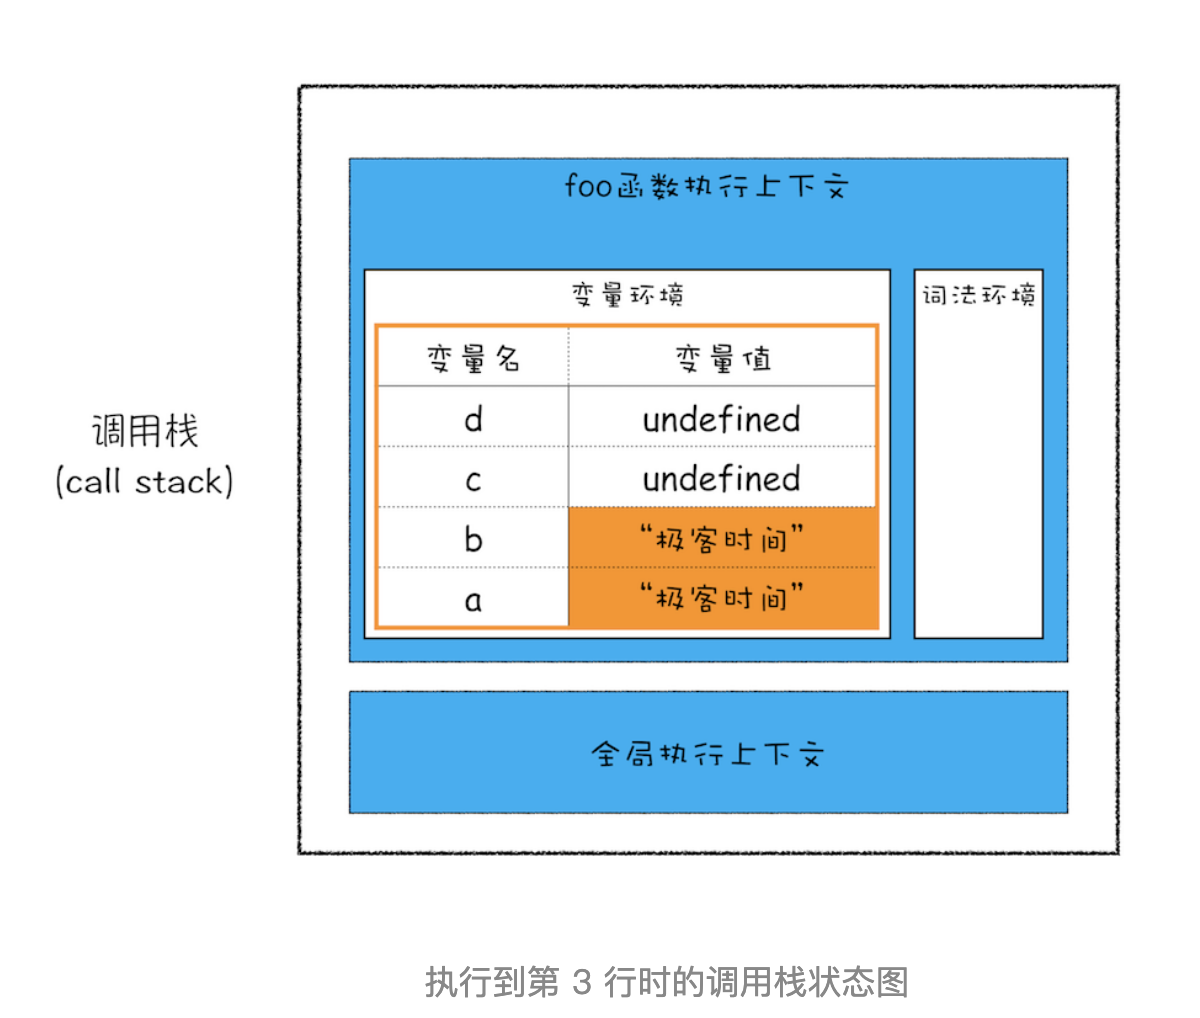 foo函数执行上下文
变量环境
词法环境
变量名 变量值
d undefined
c undefined
b “极客时间”
a “极客时间”
调用栈
(call stack)
全局执行上下文
执行到第 3 行时的调用栈状态图